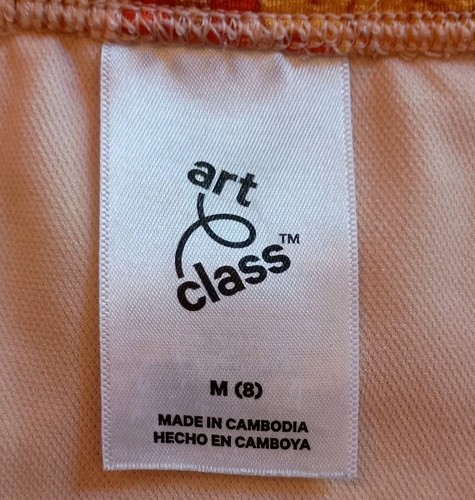 art
class™
M (8)
MADE IN CAMBODIA
HECHO EN CAMBOYA